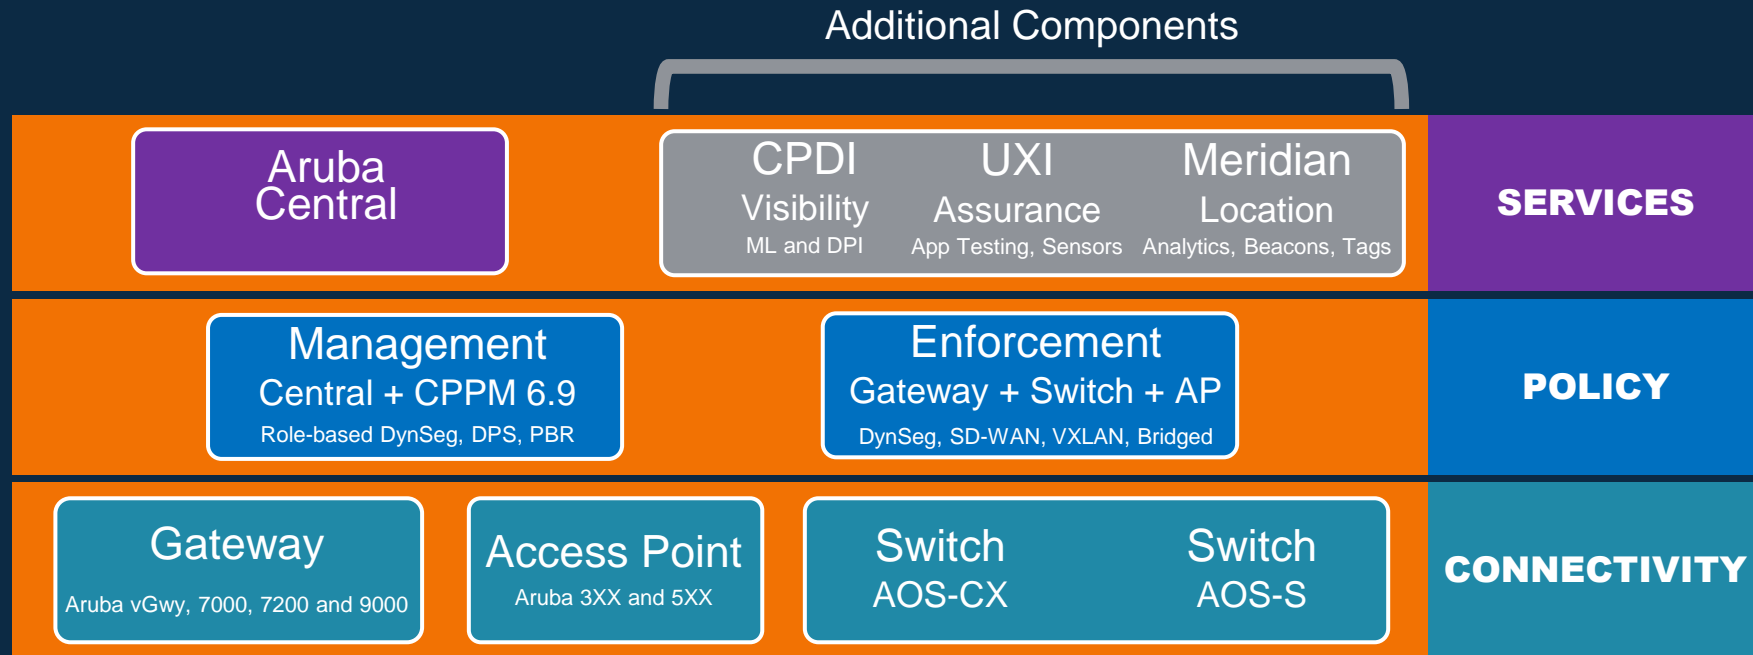 Additional Components
Aruba
Central
CPDI
Visibility
ML and DPI
UXI
Assurance
App Testing, Sensors
Meridian
Location
Analytics, Beacons, Tags
SERVICES
Management
Central + CPPM 6.9
Role-based DynSeg, DPS, PBR
Enforcement
Gateway + Switch + AP
DynSeg, SD-WAN, VXLAN, Bridged
POLICY
Gateway
Aruba vGwy, 7000, 7200 and 9000
Access Point
Aruba 3XX and 5XX
Switch
AOS-CX
Switch
AOS-S
CONNECTIVITY